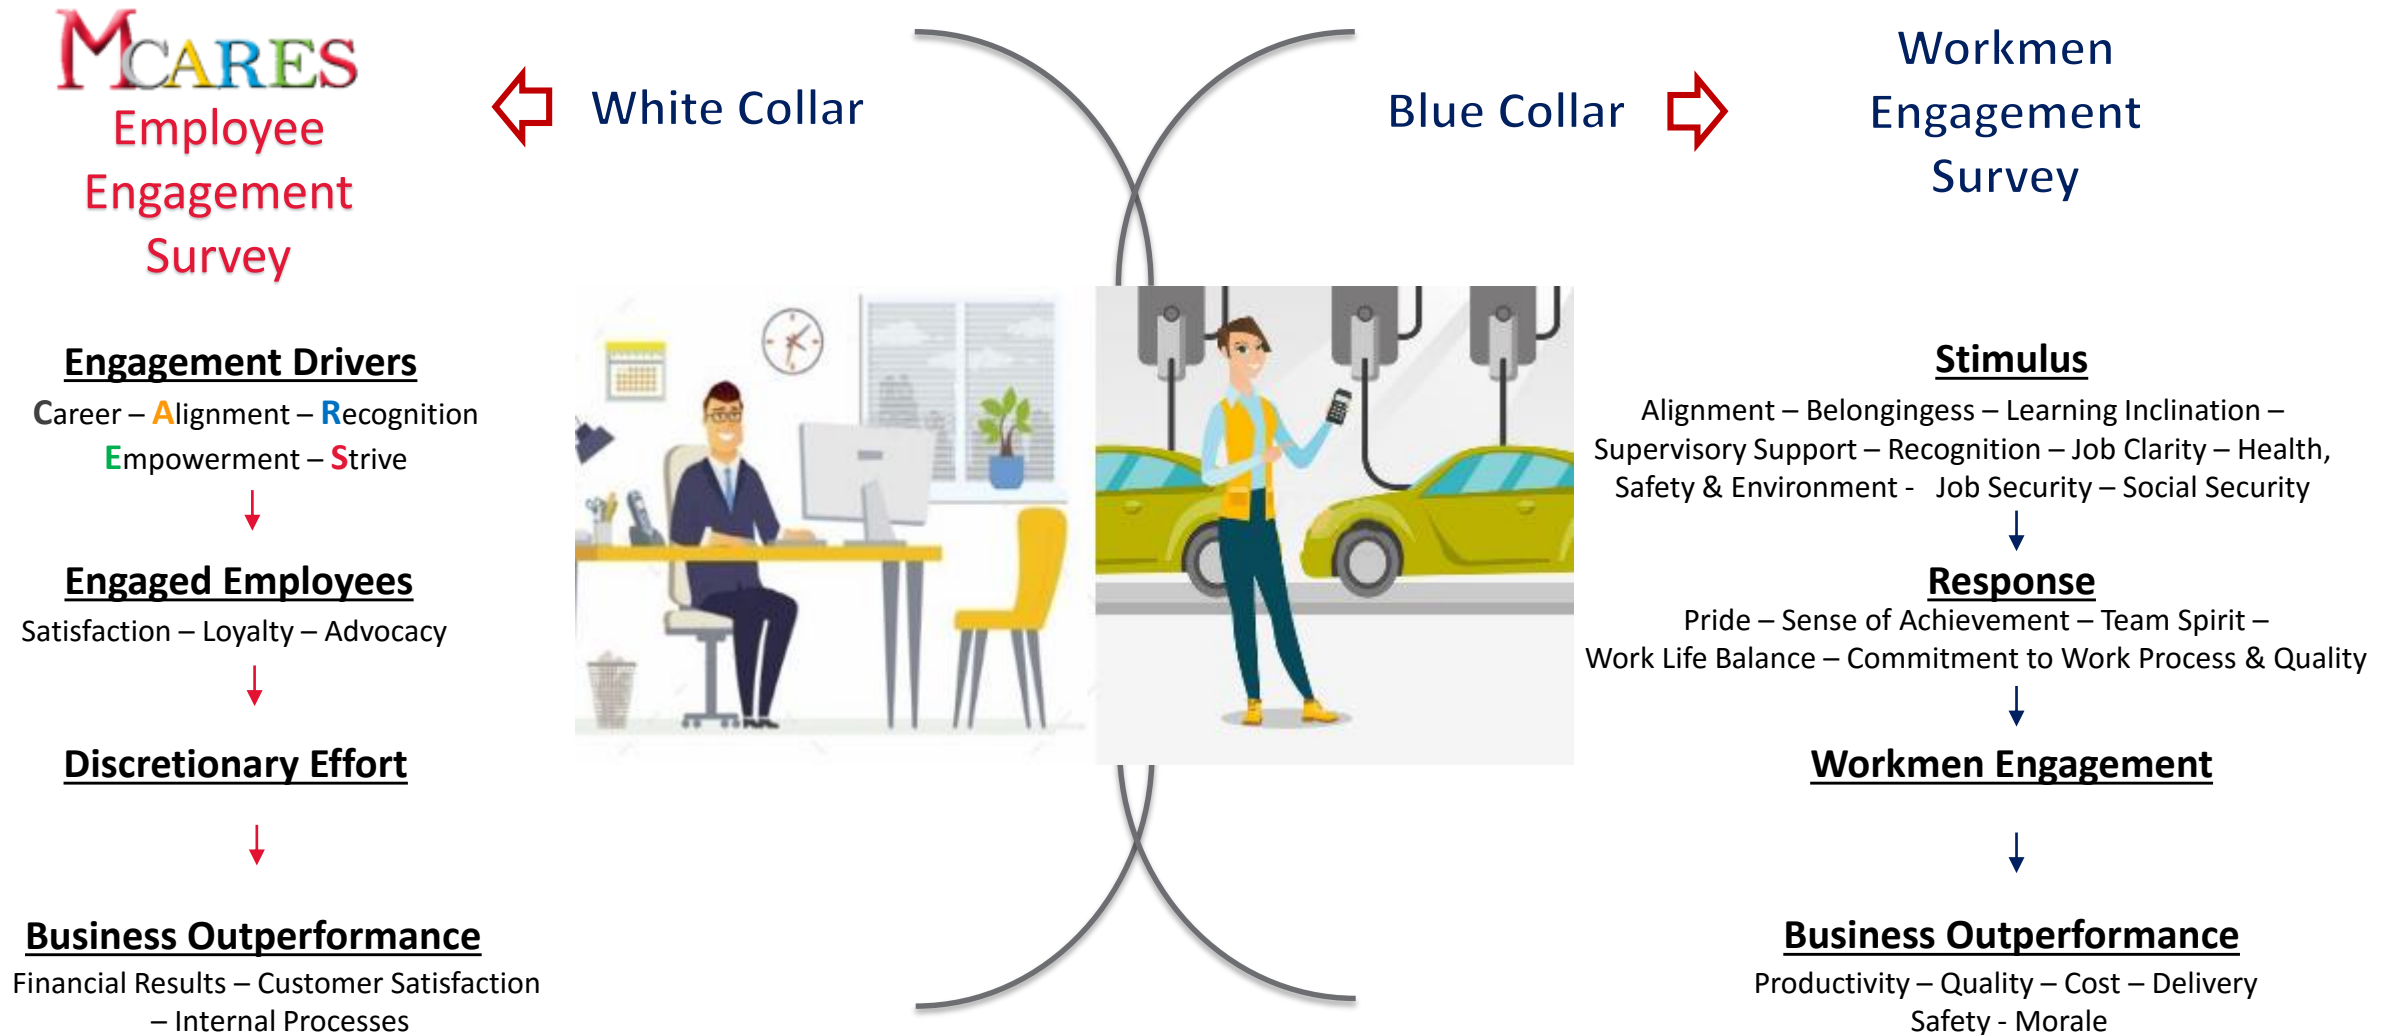 MCARES
Employee
Engagement
Survey
White Collar
Blue Collar
Workmen
Engagement
Survey
Engagement Drivers
Career – Alignment – Recognition
Empowerment – Strive
Engaged Employees
Satisfaction – Loyalty – Advocacy
Discretionary Effort
Business Outperformance
Financial Results – Customer Satisfaction
– Internal Processes
Stimulus
Alignment – Belongingess – Learning Inclination –
Supervisory Support – Recognition – Job Clarity – Health,
Safety & Environment - Job Security – Social Security
Response
Pride – Sense of Achievement – Team Spirit –
Work Life Balance – Commitment to Work Process & Quality
Workmen Engagement
Business Outperformance
Productivity – Quality – Cost – Delivery
Safety - Morale